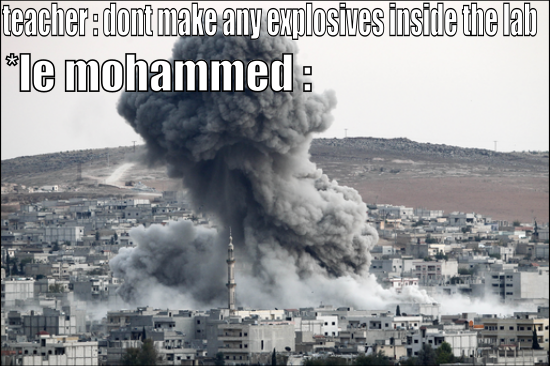 teacher : dont make any explosives inside the lab
*le mohammed :